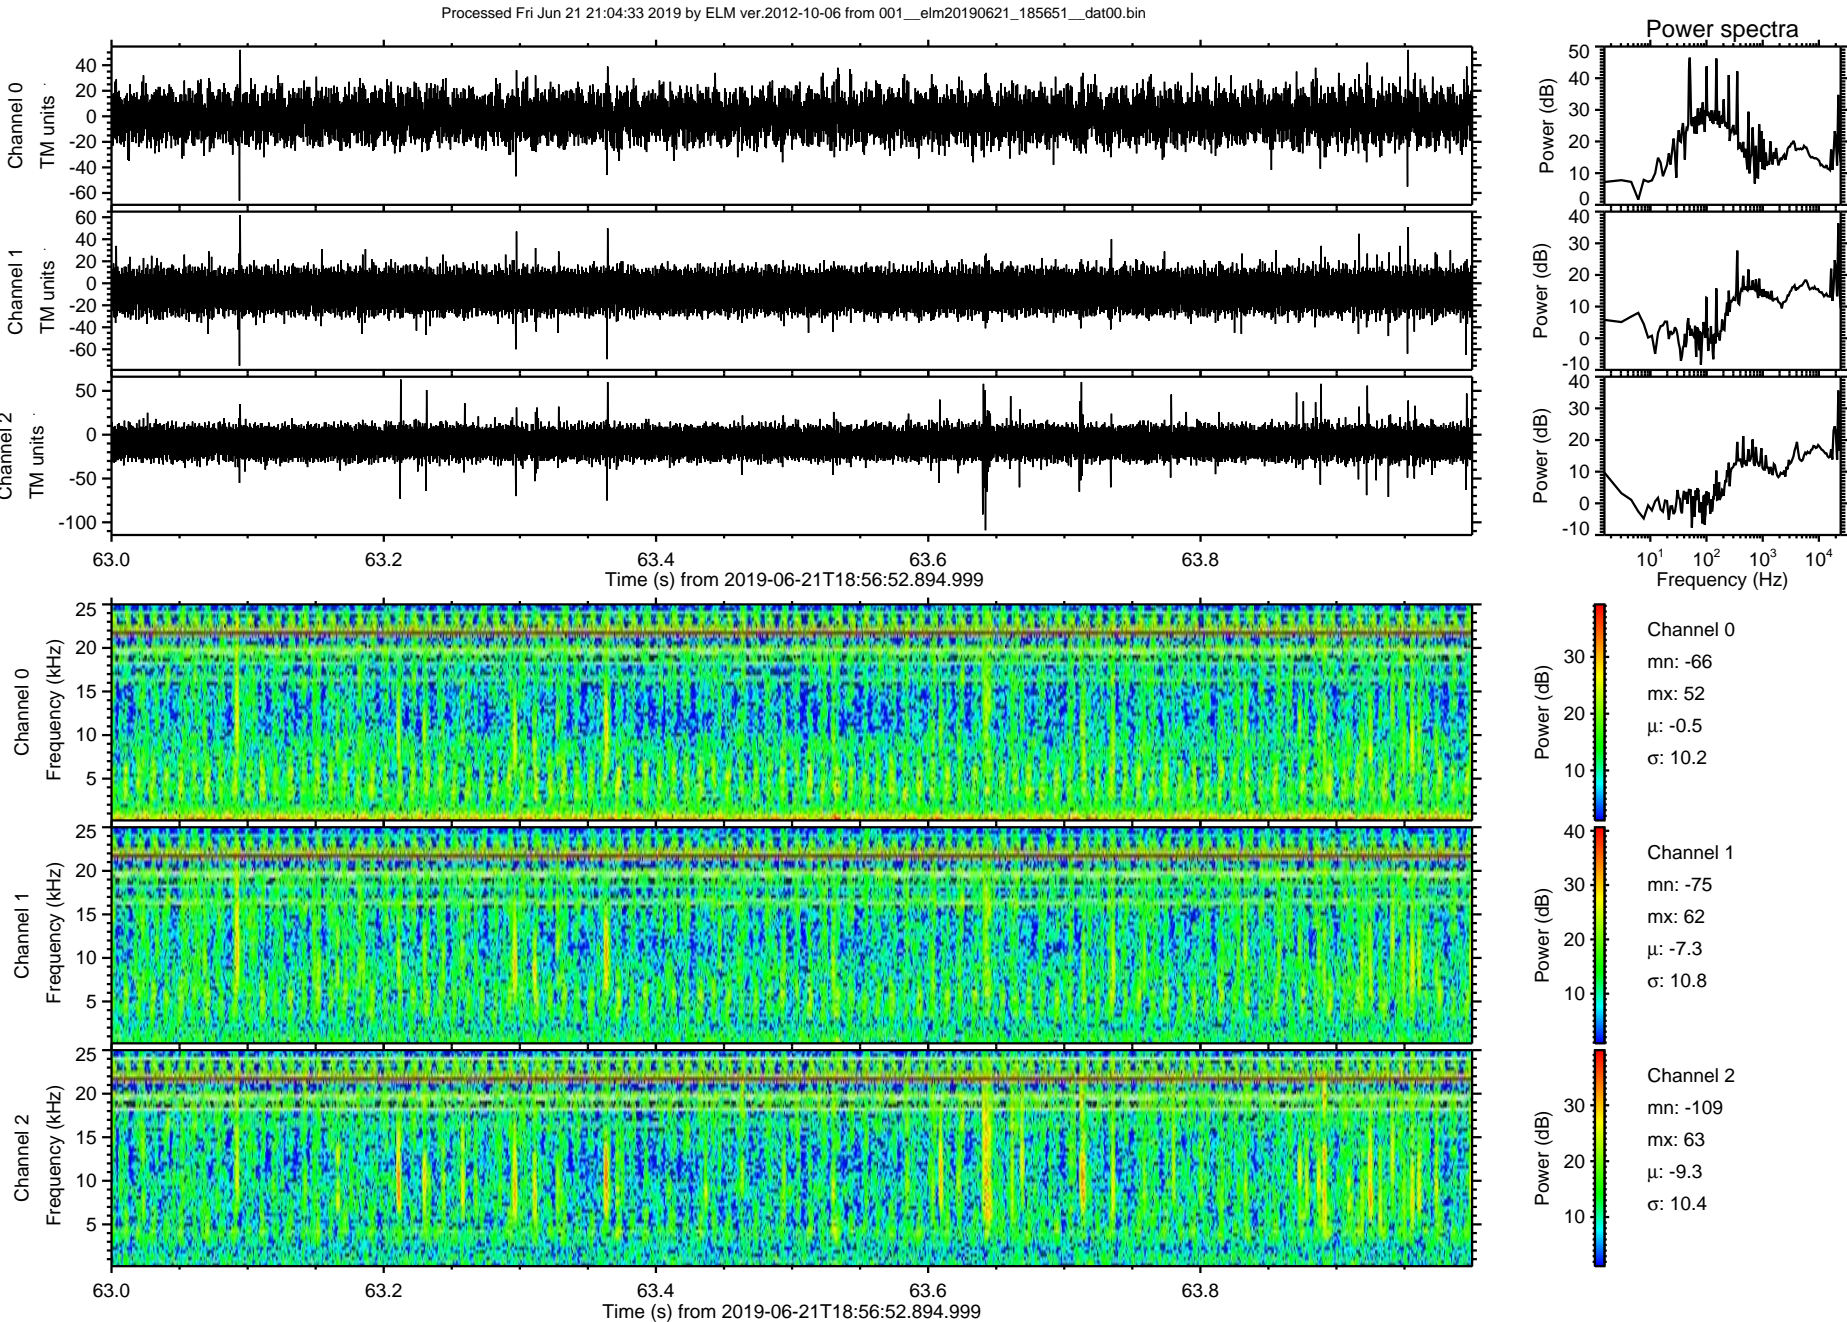 Processed Fri Jun 21 21:04:33 2019 by ELM ver.2012-10-06 from 001__elm20190621_185651__dat00.bin
Power spectra
Channel 0
TM units
40
20
0
-20
-40
-60
Power (dB)
50
40
30
20
10
0
Channel 1
TM units
60
40
20
0
-20
-40
-60
Power (dB)
40
30
20
10
0
-10
Channel 2
TM units
50
0
-50
-100
Power (dB)
40
30
20
10
0
-10
63.0 63.2 63.4 63.6 63.8
Time (s) from 2019-06-21T18:56:52.894.999
10^1 10^2 10^3 10^4
Frequency (Hz)
Channel 0
Frequency (kHz)
25
20
15
10
5
Power (dB)
30
20
10
Channel 0
mn: -66
mx: 52
μ: -0.5
σ: 10.2
Channel 1
Frequency (kHz)
25
20
15
10
5
Power (dB)
40
30
20
10
Channel 1
mn: -75
mx: 62
μ: -7.3
σ: 10.8
Channel 2
Frequency (kHz)
25
20
15
10
5
Power (dB)
30
20
10
Channel 2
mn: -109
mx: 63
μ: -9.3
σ: 10.4
63.0 63.2 63.4 63.6 63.8
Time (s) from 2019-06-21T18:56:52.894.999